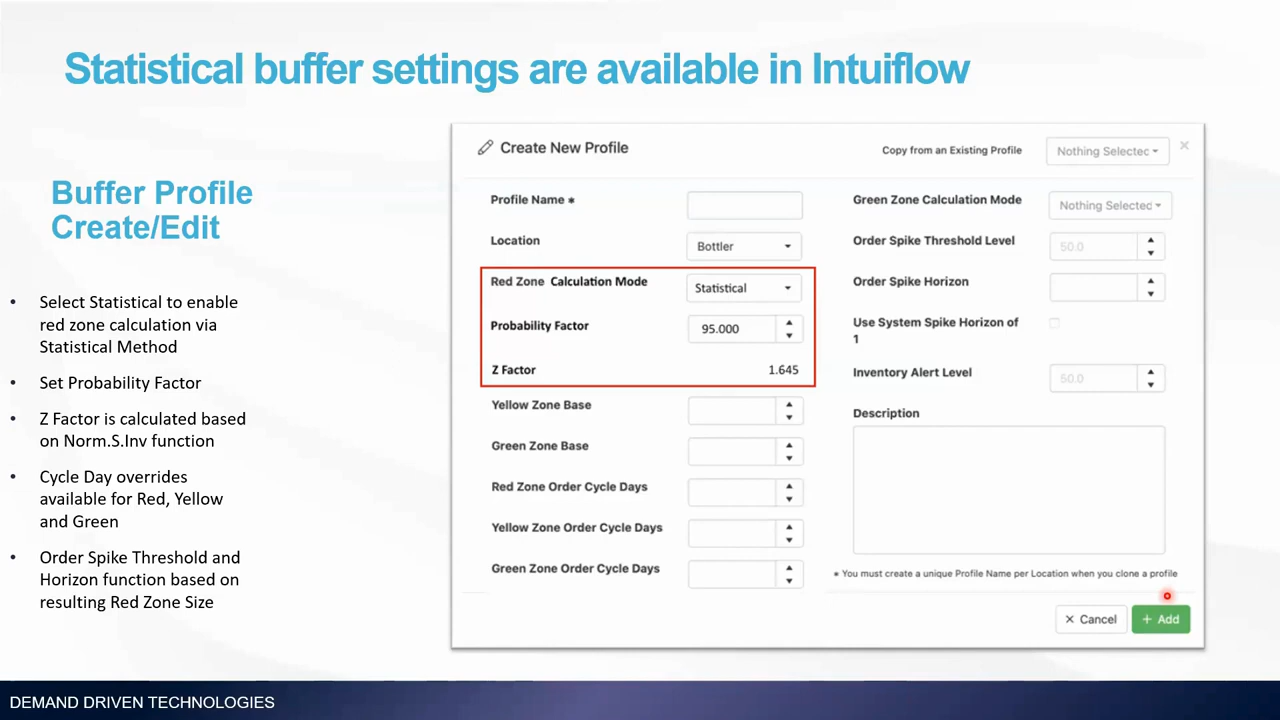 Statistical buffer settings are available in Intuiflow
Buffer Profile
Create/Edit
• Select Statistical to enable
red zone calculation via
Statistical Method
• Set Probability Factor
• Z Factor is calculated based
on Norm.S.Inv function
• Cycle Day overrides
available for Red, Yellow
and Green
• Order Spike Threshold and
Horizon function based on
resulting Red Zone Size
Create New Profile
Copy from an Existing Profile
Nothing Selectec
×
Profile Name *
Location
Bottler
Red Zone Calculation Mode
Statistical
Probability Factor
95.000
Z Factor
1.645
Yellow Zone Base
Green Zone Base
Red Zone Order Cycle Days
Yellow Zone Order Cycle Days
Green Zone Order Cycle Days
Green Zone Calculation Mode
Nothing Selectec
Order Spike Threshold Level
50.0
Order Spike Horizon
Use System Spike Horizon of
1
Inventory Alert Level
50.0
Description
* You must create a unique Profile Name per Location when you clone a profile
× Cancel
+ Add
DEMAND DRIVEN TECHNOLOGIES